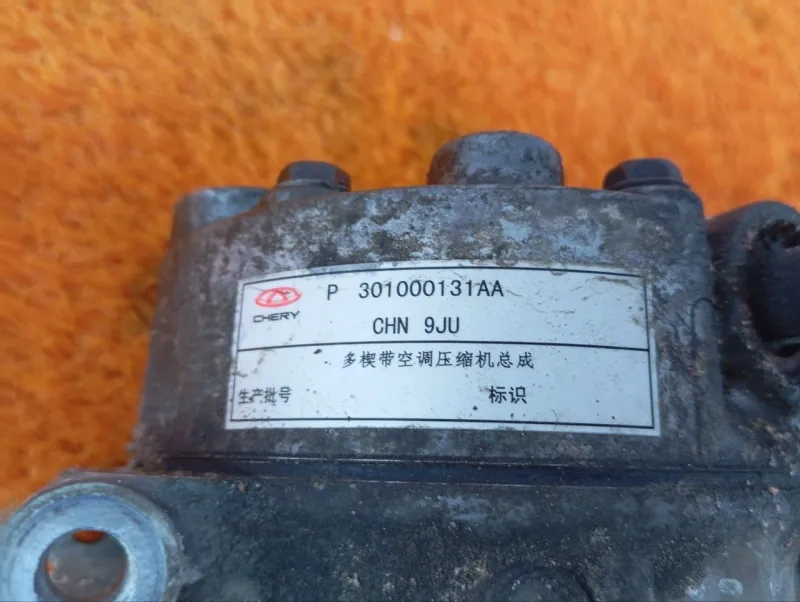 P 301000131AA
CHERY
CHN 9JU
多楔带空调压缩机总成
生产批号 标识